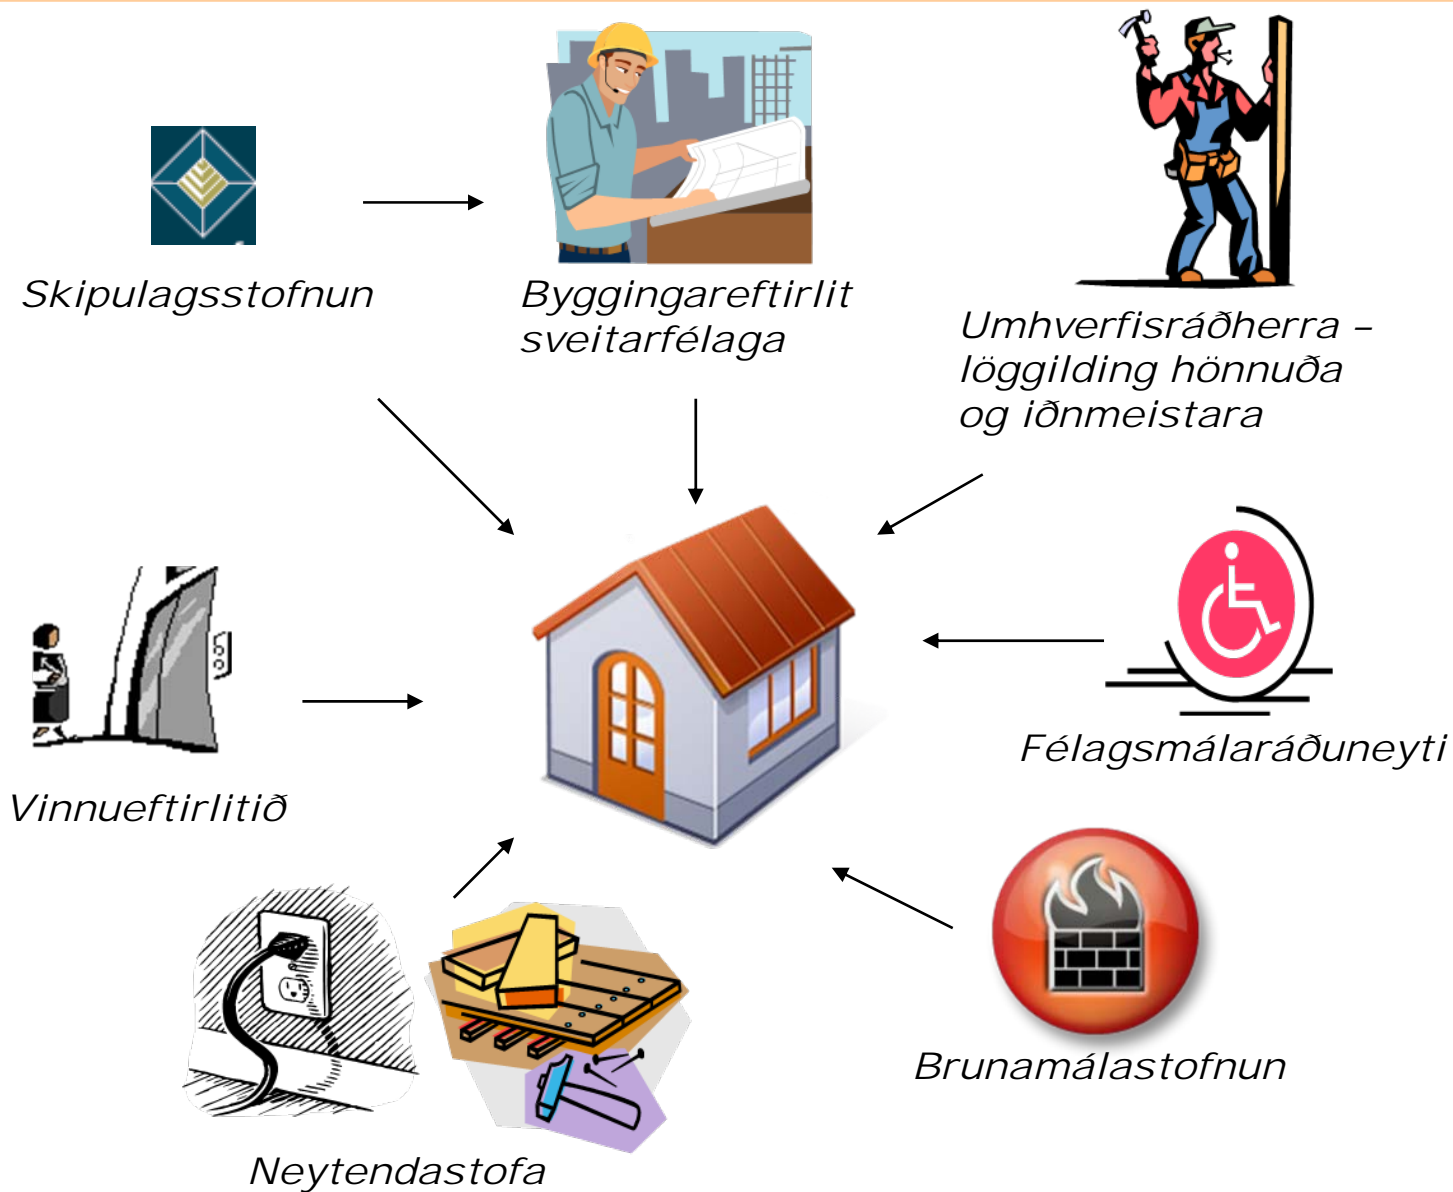 Skipulagsstofnun
Byggingareftirlit
sveitarfélaga
Umhverfisráðherra –
löggilding hönnuða
og iðnmeistara
Vinnueftirlitið
Félagsmálaráðuneyti
Brunamálastofnun
Neytendastofa